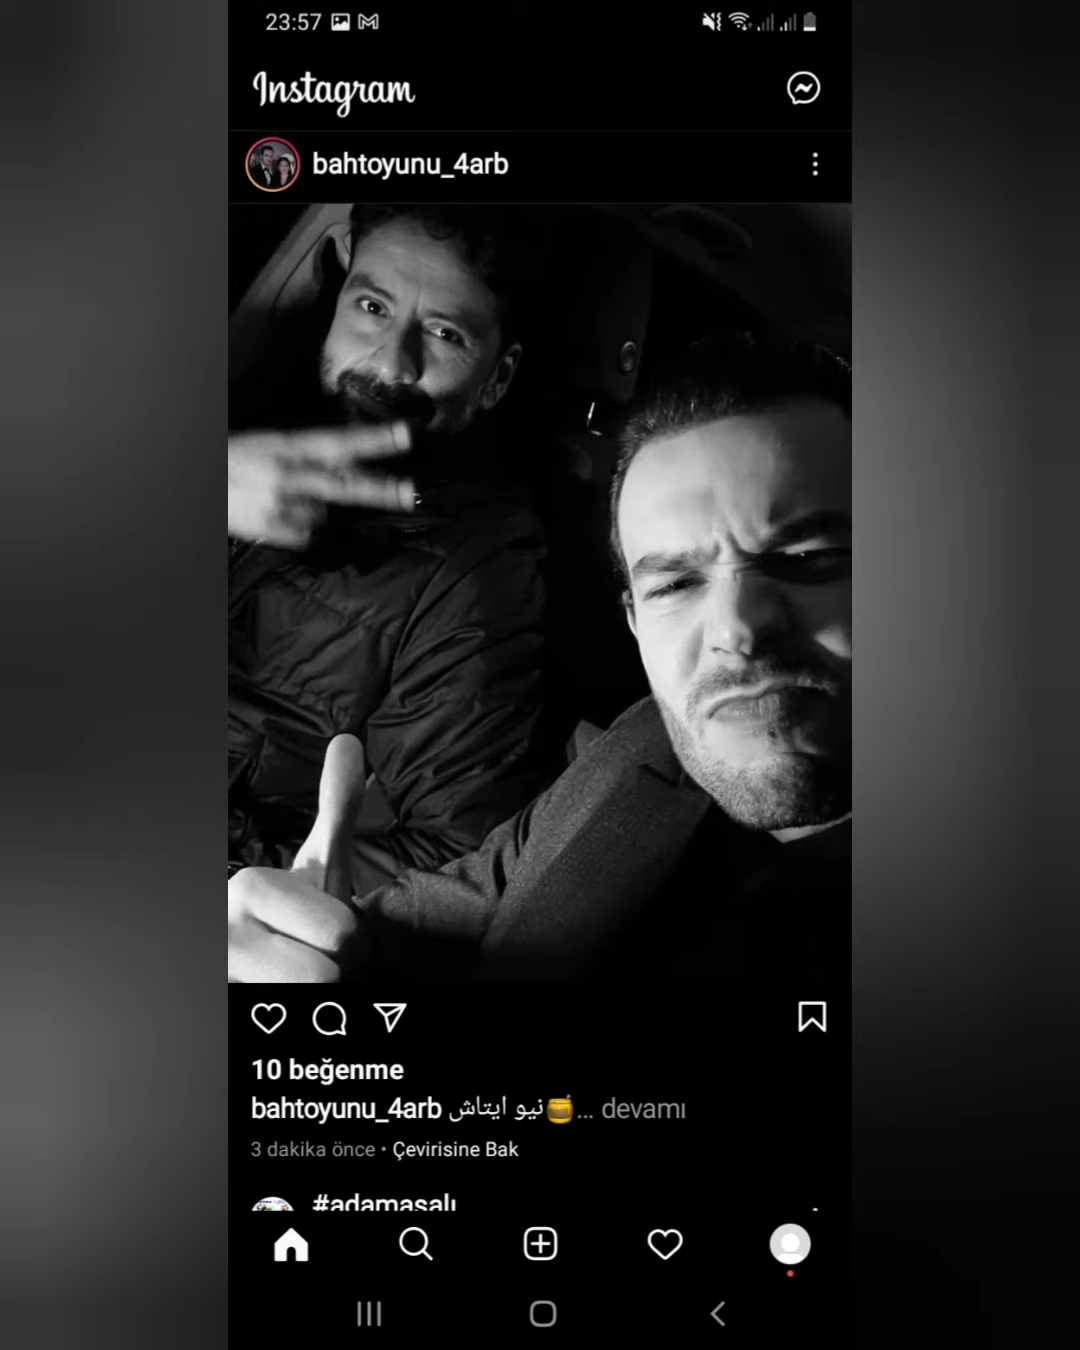 23:57
Instagram
bahtoyunu_4arb
10 beğenme
bahtoyunu_4arb نيو ايتاش🍯... devamı
3 dakika önce • Çevirisine Bak
#adamasalı